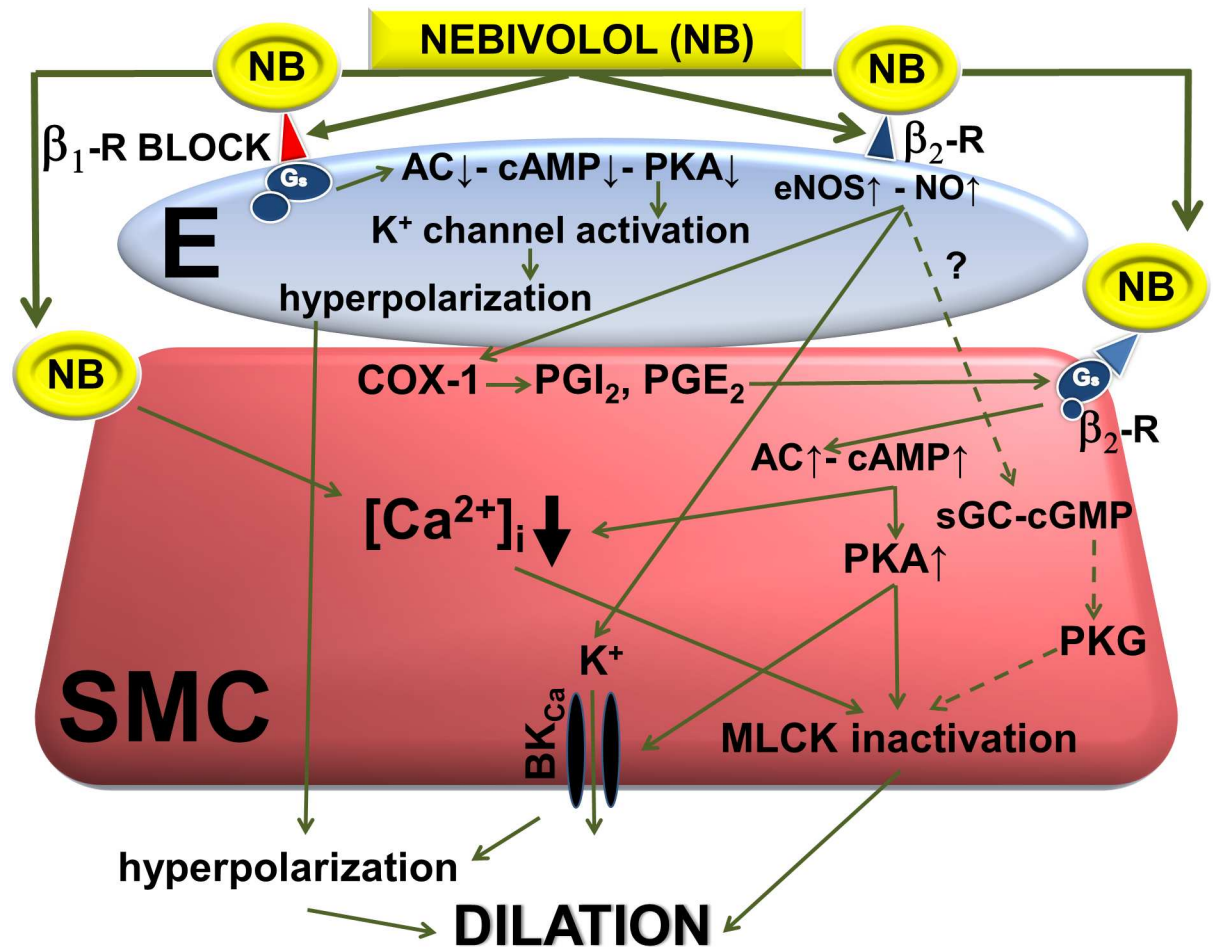 NEBIVOLOL (NB)
NB
NB
β₁-R BLOCK
β₂-R
Gs
AC↓- cAMP↓- PKA↓
eNOS↑ - NO↑
E
K⁺ channel activation
?
hyperpolarization
NB
NB
COX-1
PGI₂, PGE₂
Gs
β₂-R
AC↑- cAMP↑
[Ca²⁺]i
sGC-cGMP
PKA↑
K⁺
PKG
SMC
BKCa
MLCK inactivation
hyperpolarization
DILATION